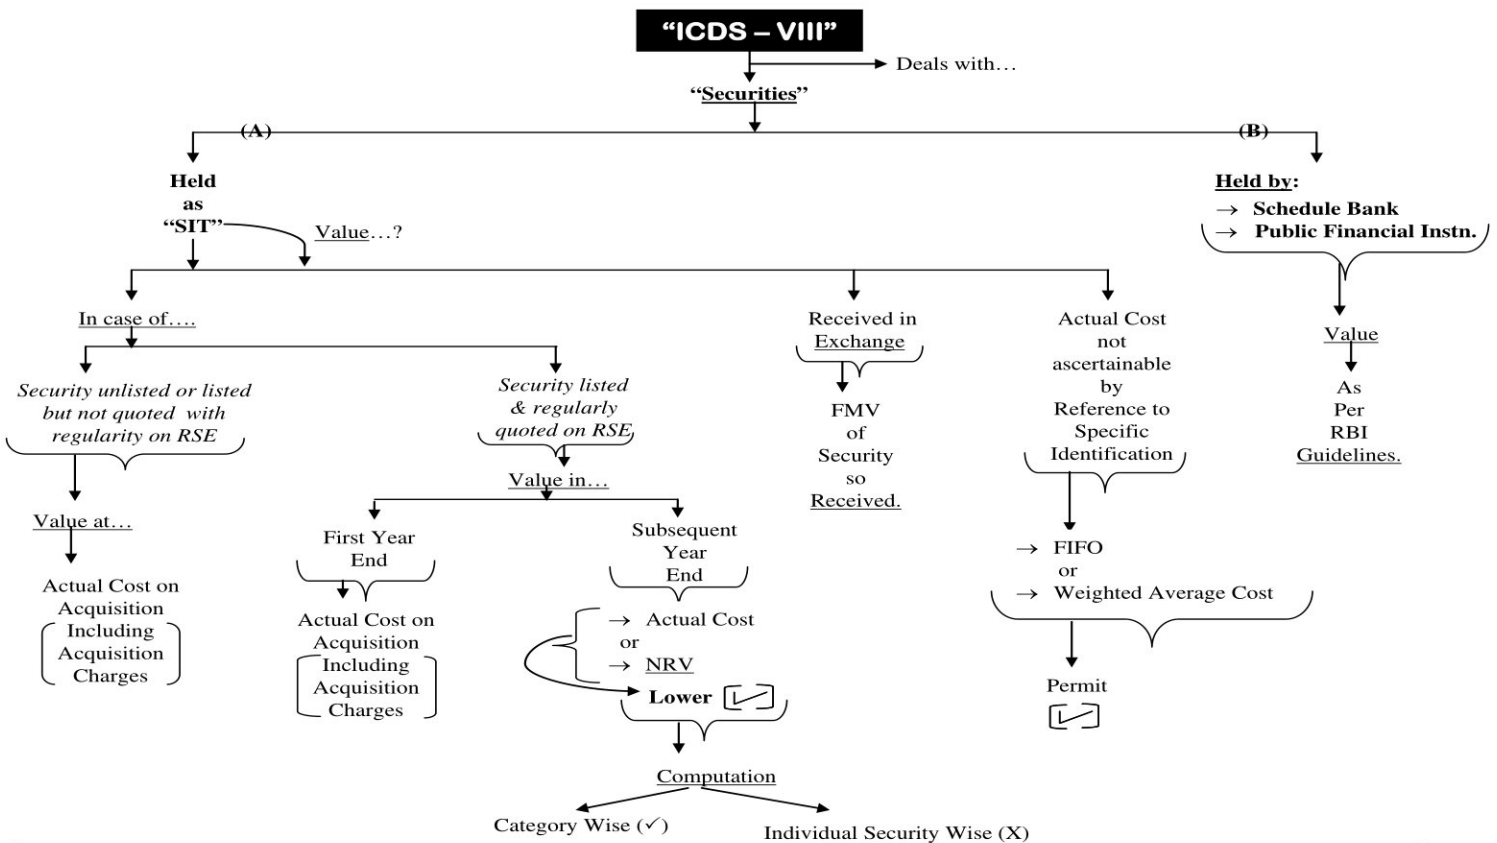 “ICDS – VIII”
Deals with…
“Securities”
(A)
(B)
Held
as
“SIT”
Value…?
Held by:
→ Schedule Bank
→ Public Financial Instn.
In case of….
Security unlisted or listed
but not quoted with
regularity on RSE
Value at…
Actual Cost on
Acquisition
Including
Acquisition
Charges
Security listed
& regularly
quoted on RSE
Value in…
First Year
End
Actual Cost on
Acquisition
Including
Acquisition
Charges
Subsequent
Year
End
→ Actual Cost
or
→ NRV
Lower [✓]
Computation
Category Wise (✓)
Individual Security Wise (X)
Received in
Exchange
FMV
of
Security
so
Received.
Actual Cost
not
ascertainable
by
Reference to
Specific
Identification
→ FIFO
or
→ Weighted Average Cost
Permit
[✓]
Value
As
Per
RBI
Guidelines.